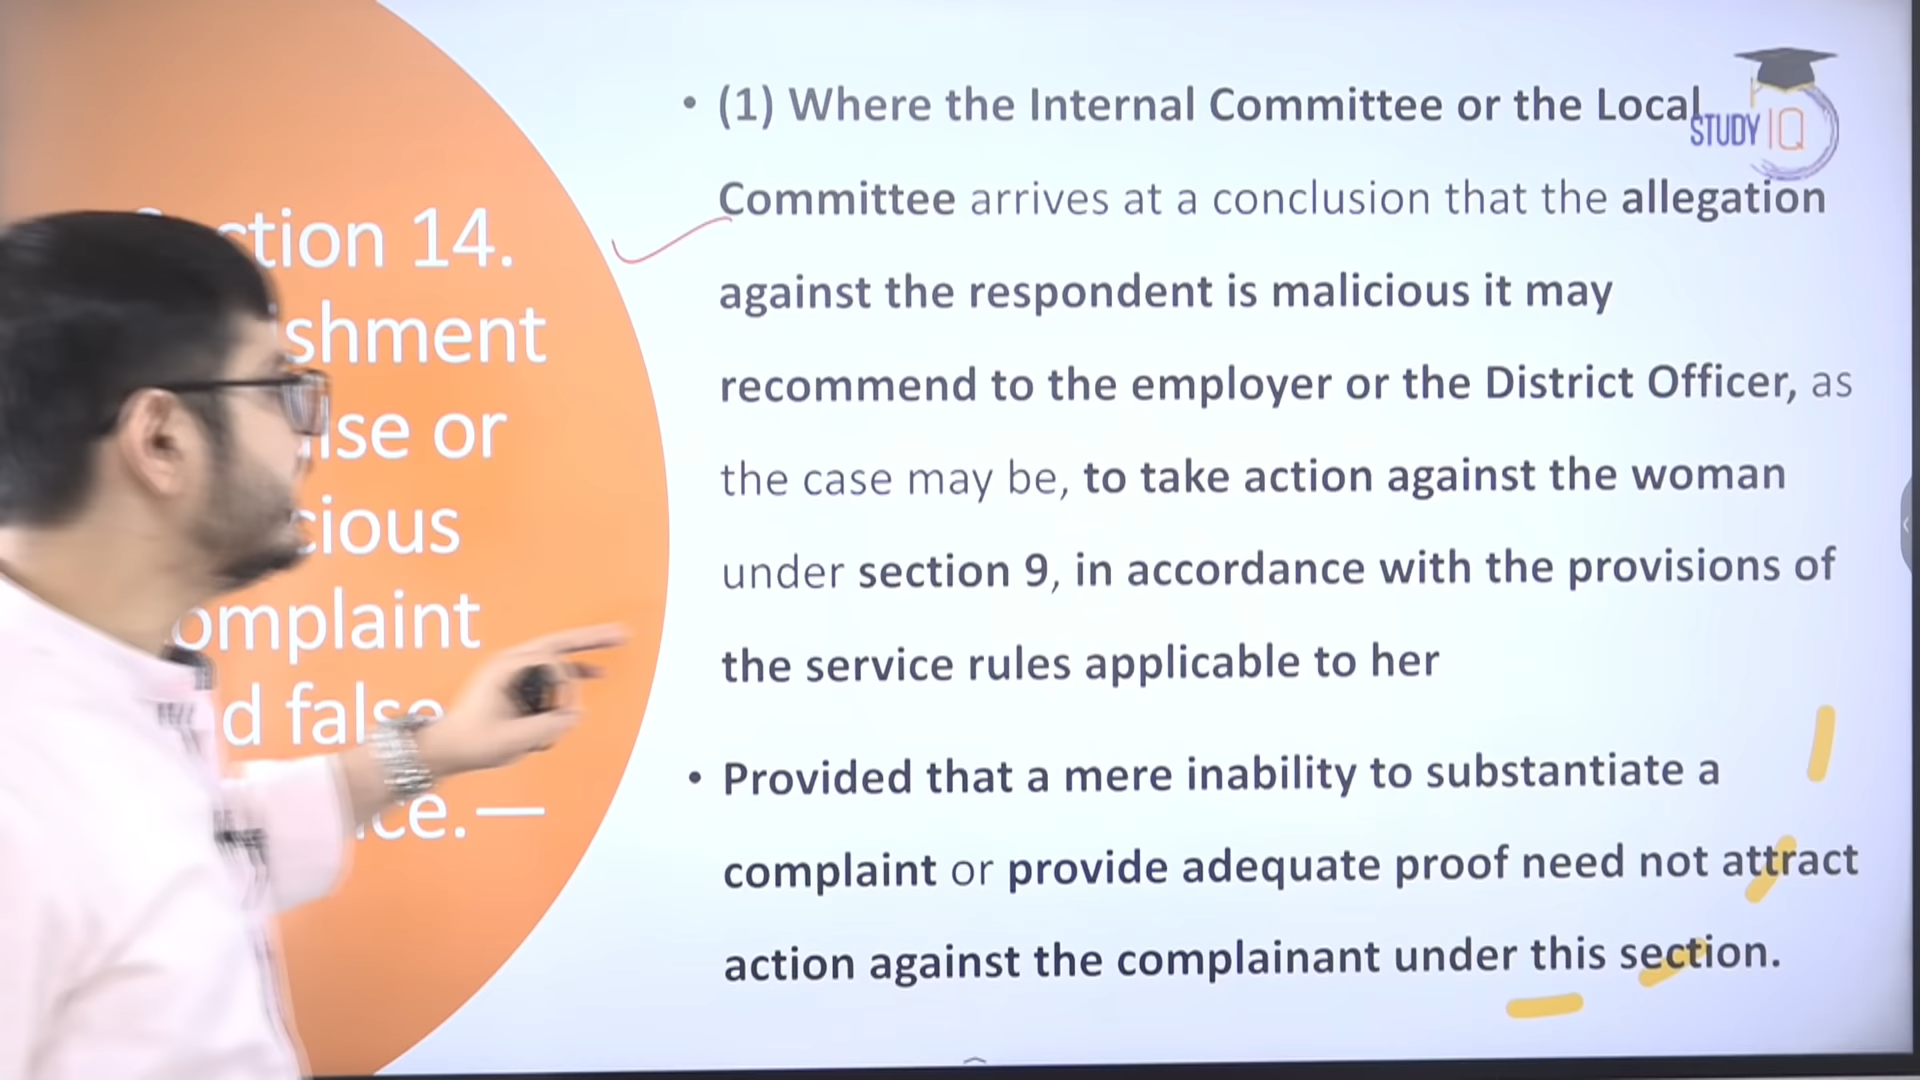 tion 14.
shment
lse or
cious
omplaint
d false
ce.—
• (1) Where the Internal Committee or the Local
Committee arrives at a conclusion that the allegation
against the respondent is malicious it may
recommend to the employer or the District Officer, as
the case may be, to take action against the woman
under section 9, in accordance with the provisions of
the service rules applicable to her
• Provided that a mere inability to substantiate a
complaint or provide adequate proof need not attract
action against the complainant under this section.
STUDY IQ